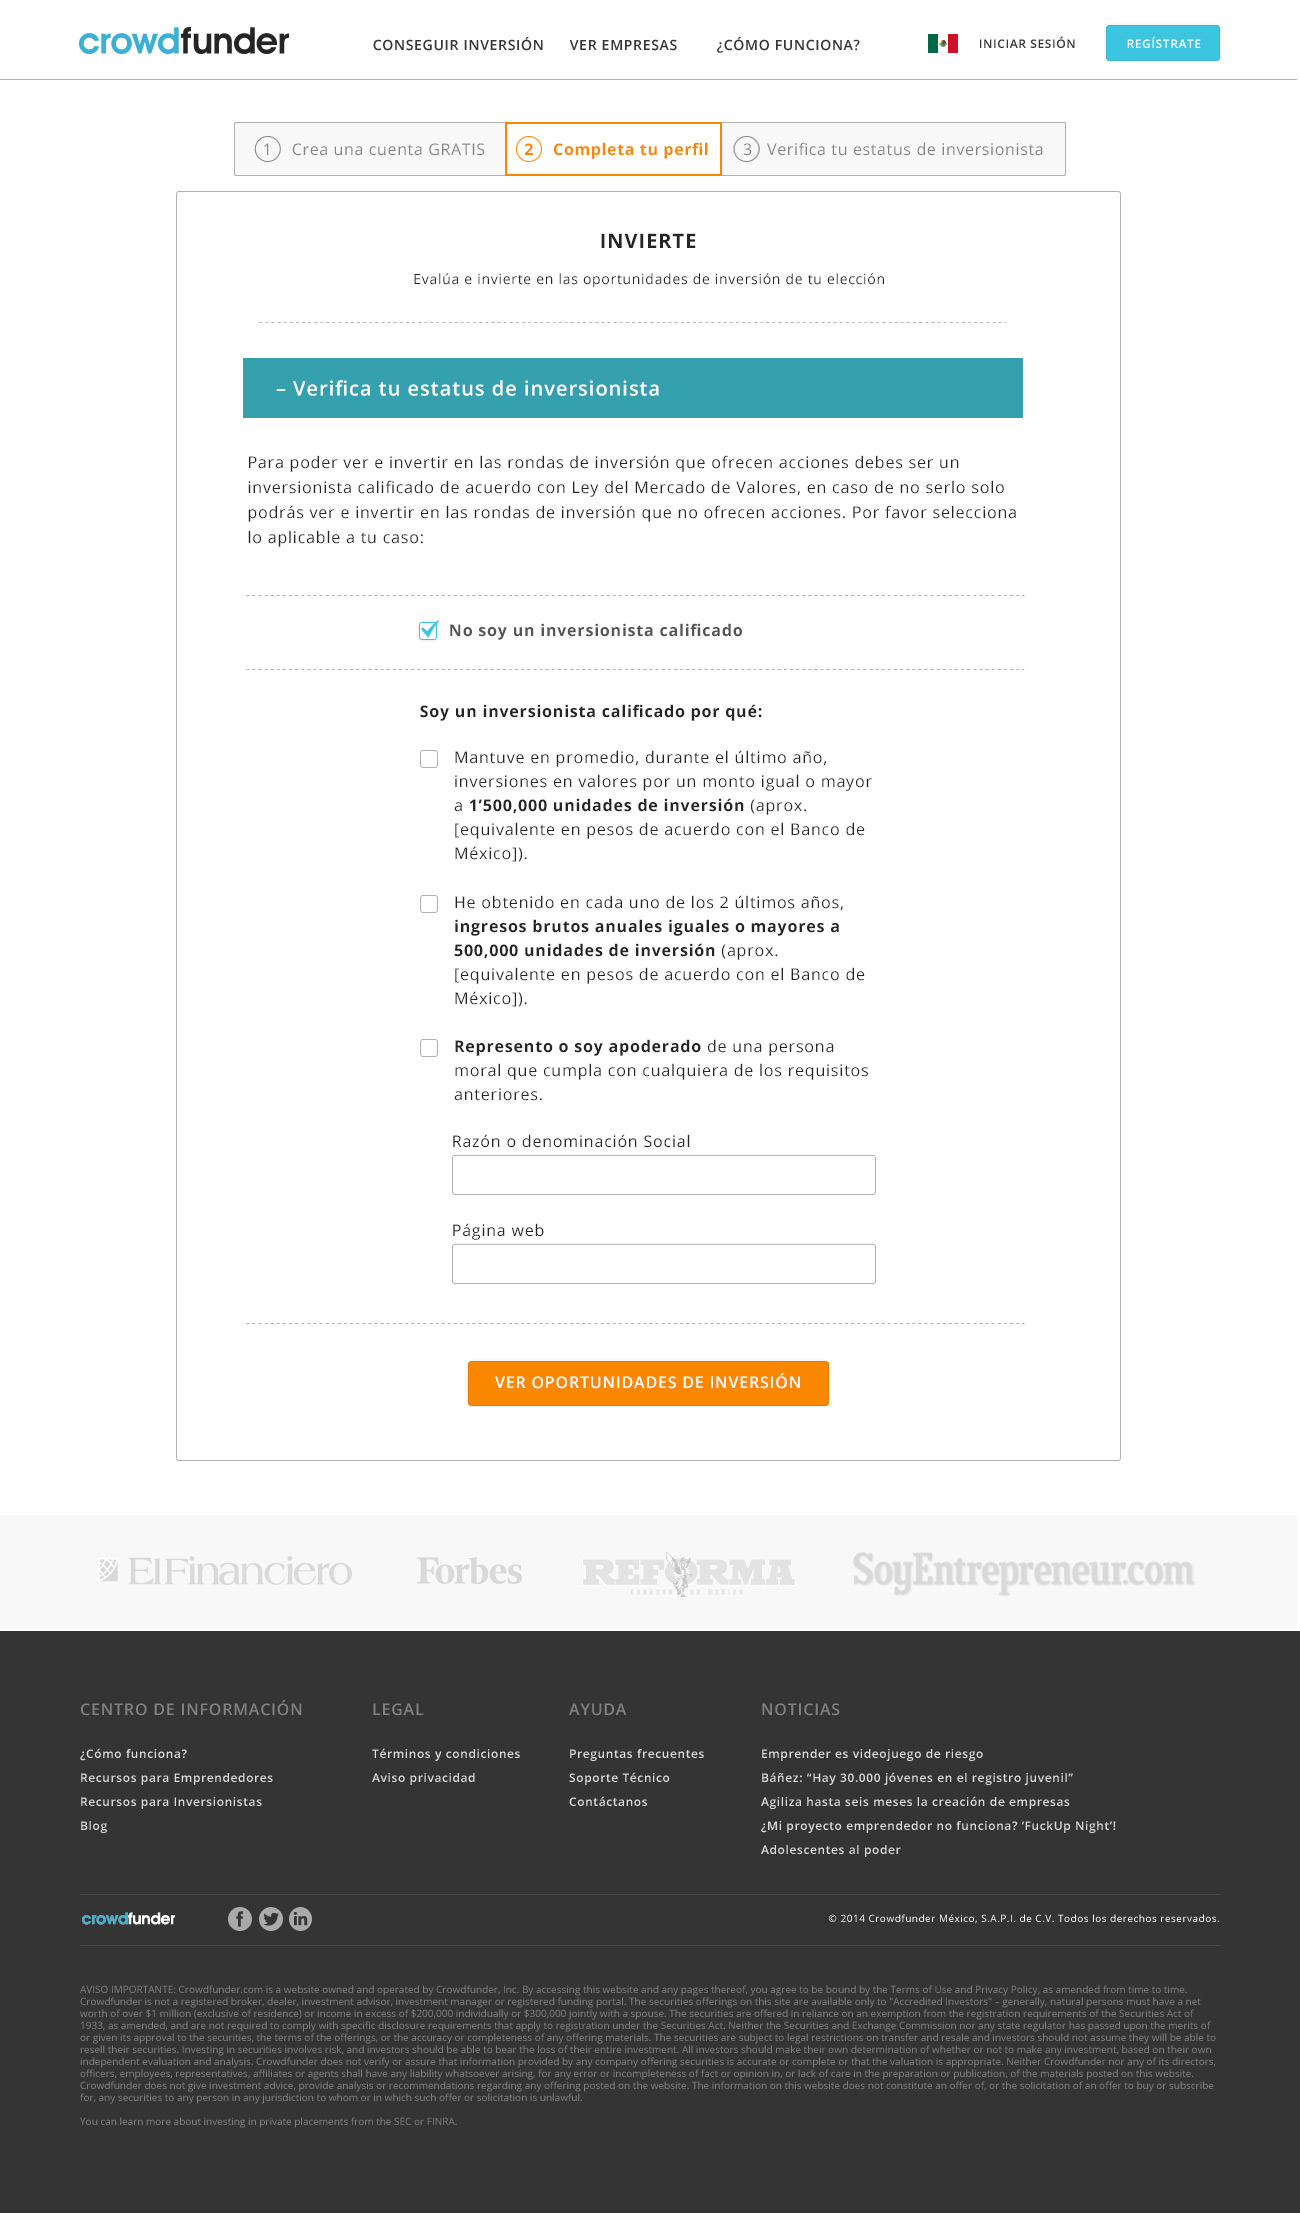 crowdfunder
CONSEGUIR INVERSIÓN VER EMPRESAS ¿CÓMO FUNCIONA? INICIAR SESIÓN REGÍSTRATE
1 Crea una cuenta GRATIS 2 Completa tu perfil 3 Verifica tu estatus de inversionista
INVIERTE
Evalúa e invierte en las oportunidades de inversión de tu elección
– Verifica tu estatus de inversionista
Para poder ver e invertir en las rondas de inversión que ofrecen acciones debes ser un
inversionista calificado de acuerdo con Ley del Mercado de Valores, en caso de no serlo solo
podrás ver e invertir en las rondas de inversión que no ofrecen acciones. Por favor selecciona
lo aplicable a tu caso:
No soy un inversionista calificado
Soy un inversionista calificado por qué:
Mantuve en promedio, durante el último año,
inversiones en valores por un monto igual o mayor
a 1’500,000 unidades de inversión (aprox.
[equivalente en pesos de acuerdo con el Banco de
México]).
He obtenido en cada uno de los 2 últimos años,
ingresos brutos anuales iguales o mayores a
500,000 unidades de inversión (aprox.
[equivalente en pesos de acuerdo con el Banco de
México]).
Represento o soy apoderado de una persona
moral que cumpla con cualquiera de los requisitos
anteriores.
Razón o denominación Social
Página web
VER OPORTUNIDADES DE INVERSIÓN
El Financiero Forbes REFORMA SoyEntrepreneur.com
CORAZON DE MEXICO
CENTRO DE INFORMACIÓN
¿Cómo funciona?
Recursos para Emprendedores
Recursos para Inversionistas
Blog
LEGAL
Términos y condiciones
Aviso privacidad
AYUDA
Preguntas frecuentes
Soporte Técnico
Contáctanos
NOTICIAS
Emprender es videojuego de riesgo
Báñez: “Hay 30.000 jóvenes en el registro juvenil”
Agiliza hasta seis meses la creación de empresas
¿Mi proyecto emprendedor no funciona? ‘FuckUp Night’!
Adolescentes al poder
crowdfunder
© 2014 Crowdfunder México, S.A.P.I. de C.V. Todos los derechos reservados.
AVISO IMPORTANTE: Crowdfunder.com is a website owned and operated by Crowdfunder, Inc. By accessing this website and any pages thereof, you agree to be bound by the Terms of Use and Privacy Policy, as amended from time to time.
Crowdfunder is not a registered broker, dealer, investment advisor, investment manager or registered funding portal. The securities offerings on this site are available only to "Accredited Investors" – generally, natural persons must have a net
worth of over $1 million (exclusive of residence) or income in excess of $200,000 individually or $300,000 jointly with a spouse. The securities are offered in reliance on an exemption from the registration requirements of the Securities Act of
1933, as amended, and are not required to comply with specific disclosure requirements that apply to registration under the Securities Act. Neither the Securities and Exchange Commission nor any state regulator has passed upon the merits of
or given its approval to the securities, the terms of the offerings, or the accuracy or completeness of any offering materials. The securities are subject to legal restrictions on transfer and resale and investors should not assume they will be able to
resell their securities. Investing in securities involves risk, and investors should be able to bear the loss of their entire investment. All investors should make their own determination of whether or not to make any investment, based on their own
independent evaluation and analysis. Crowdfunder does not verify or assure that information provided by any company offering securities is accurate or complete or that the valuation is appropriate. Neither Crowdfunder nor any of its directors,
officers, employees, representatives, affiliates or agents shall have any liability whatsoever arising, for any error or incompleteness of fact or opinion in, or lack of care in the preparation or publication, of the materials posted on this website.
Crowdfunder does not give investment advice, provide analysis or recommendations regarding any offering posted on the website. The information on this website does not constitute an offer of, or the solicitation of an offer to buy or subscribe
for, any securities to any person in any jurisdiction to whom or in which such offer or solicitation is unlawful.
You can learn more about investing in private placements from the SEC or FINRA.